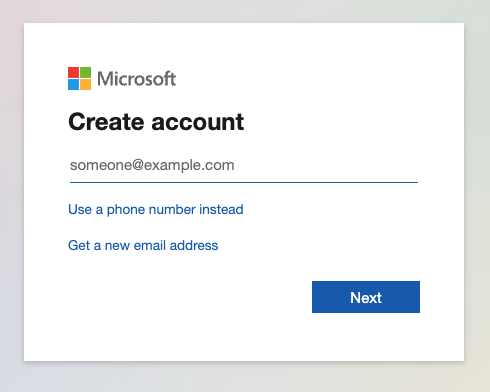 Microsoft
Create account
someone@example.com
Use a phone number instead
Get a new email address
Next